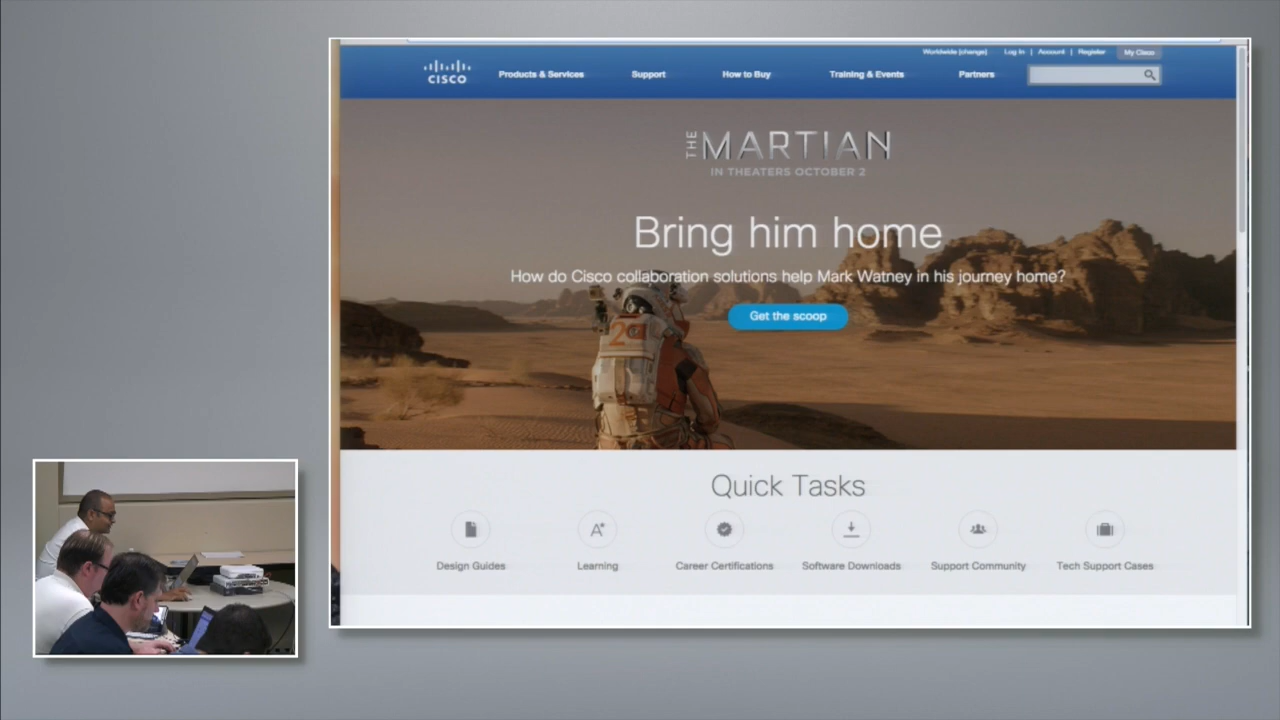 Worldwide [change] Log In | Account | Register My Cisco
CISCO Products & Services Support How to Buy Training & Events Partners
THE MARTIAN
IN THEATERS OCTOBER 2
Bring him home
How do Cisco collaboration solutions help Mark Watney in his journey home?
Get the scoop
Quick Tasks
Design Guides Learning Career Certifications Software Downloads Support Community Tech Support Cases